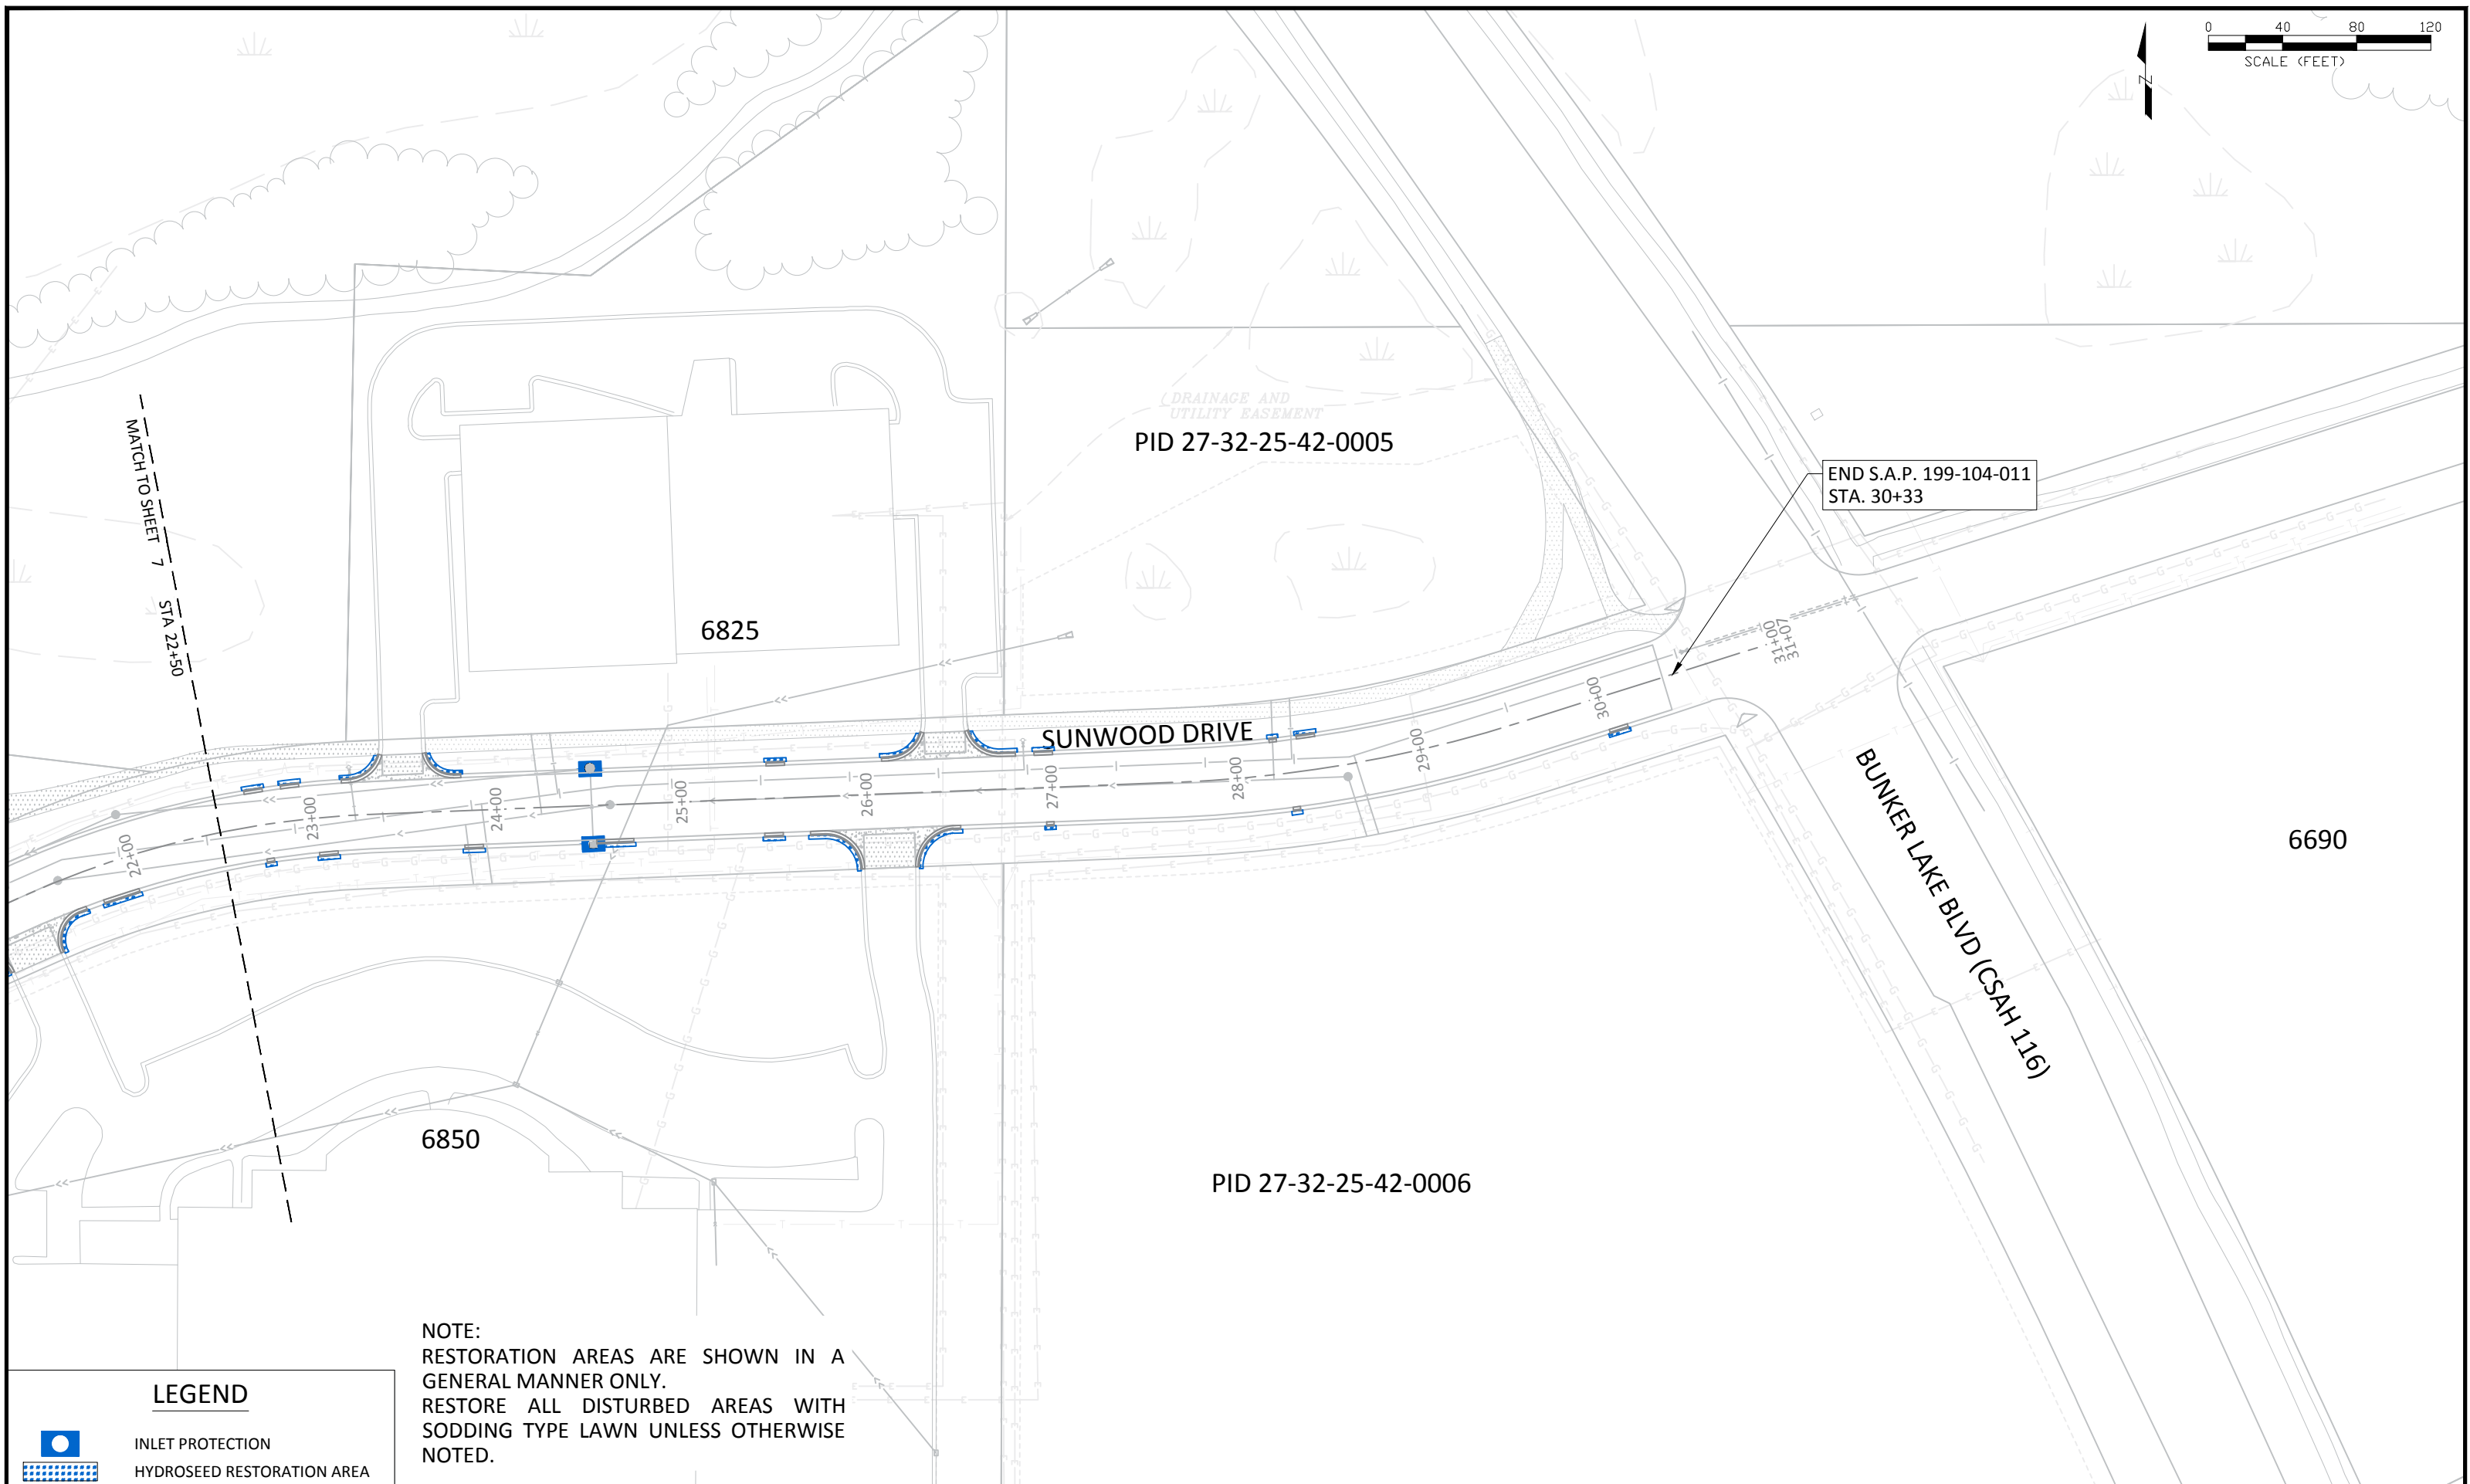 0 40 80 120
SCALE (FEET)
N
DRAINAGE AND
UTILITY EASEMENT
PID 27-32-25-42-0005
END S.A.P. 199-104-011
STA. 30+33
MATCH TO SHEET 7 STA 22+50
6825
SUNWOOD DRIVE
22+00
23+00
24+00
25+00
26+00
27+00
28+00
29+00
30+00
31+00
31+07
BUNKER LAKE BLVD (CSAH 116)
6690
6850
PID 27-32-25-42-0006
NOTE:
RESTORATION AREAS ARE SHOWN IN A
GENERAL MANNER ONLY.
RESTORE ALL DISTURBED AREAS WITH
SODDING TYPE LAWN UNLESS OTHERWISE
NOTED.
LEGEND
INLET PROTECTION
HYDROSEED RESTORATION AREA